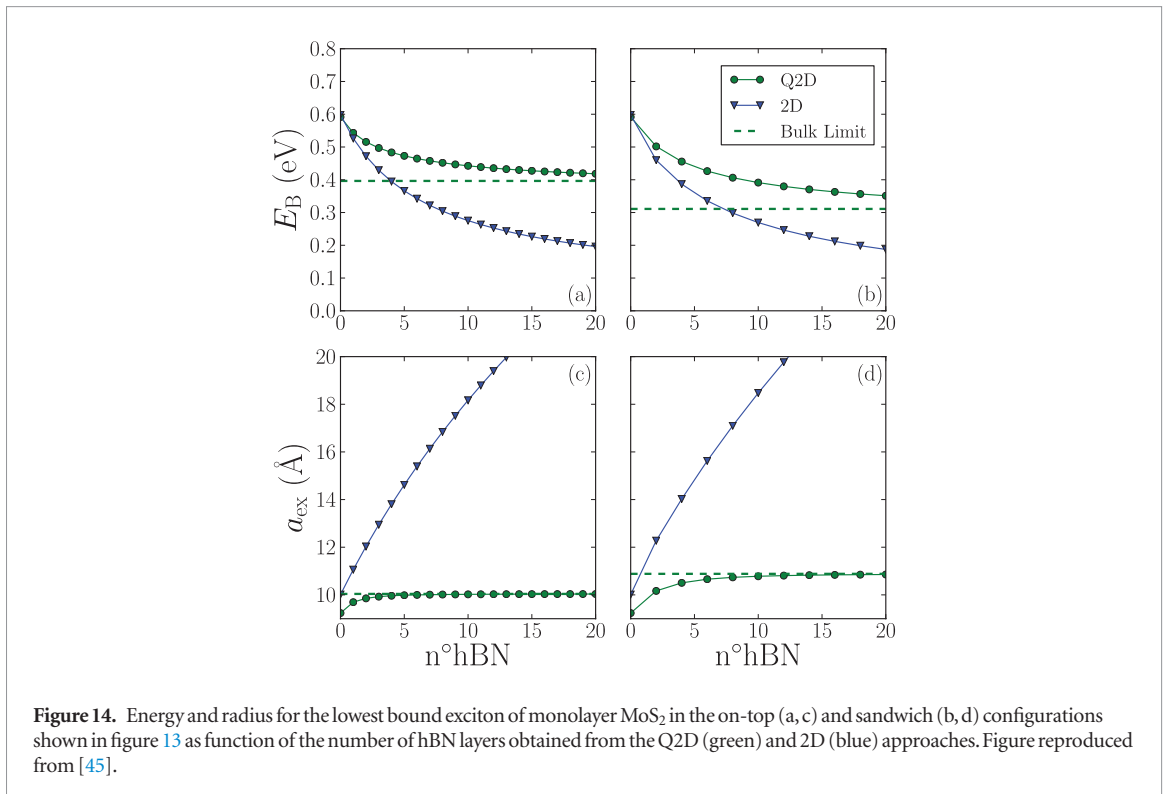 0.8
0.7
0.6
0.5
0.4
0.3
0.2
0.1
0.0
E_B (eV)
0 5 10 15 20
(a)
Q2D
2D
Bulk Limit
0 5 10 15 20
(b)
20
18
16
14
12
10
a_ex (Å)
0 5 10 15 20
(c)
n°hBN
0 5 10 15 20
(d)
n°hBN
Figure 14. Energy and radius for the lowest bound exciton of monolayer MoS₂ in the on-top (a, c) and sandwich (b, d) configurations
shown in figure 13 as function of the number of hBN layers obtained from the Q2D (green) and 2D (blue) approaches. Figure reproduced
from [45].